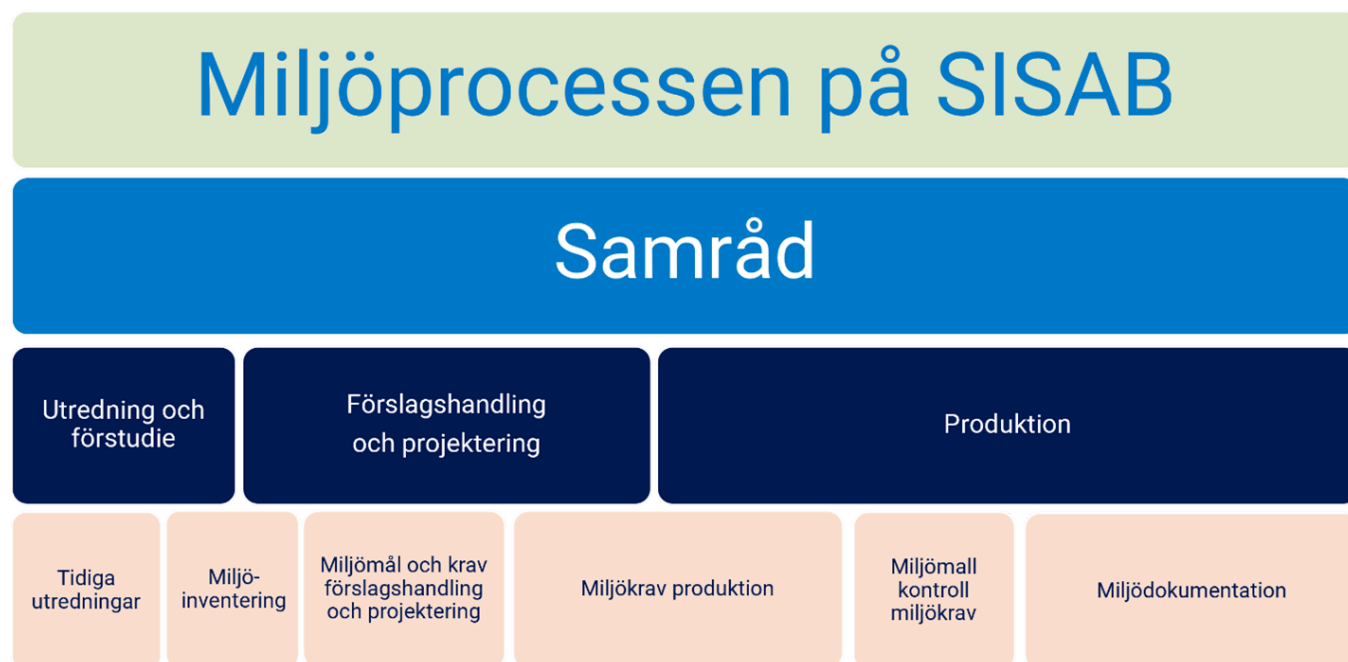 Miljöprocessen på SISAB
Samråd
Utredning och
förstudie
Förslagshandling
och projektering
Produktion
Tidiga
utredningar
Miljö-
inventering
Miljömål och krav
förslagshandling
och projektering
Miljökrav produktion
Miljömall
kontroll
miljökrav
Miljödokumentation